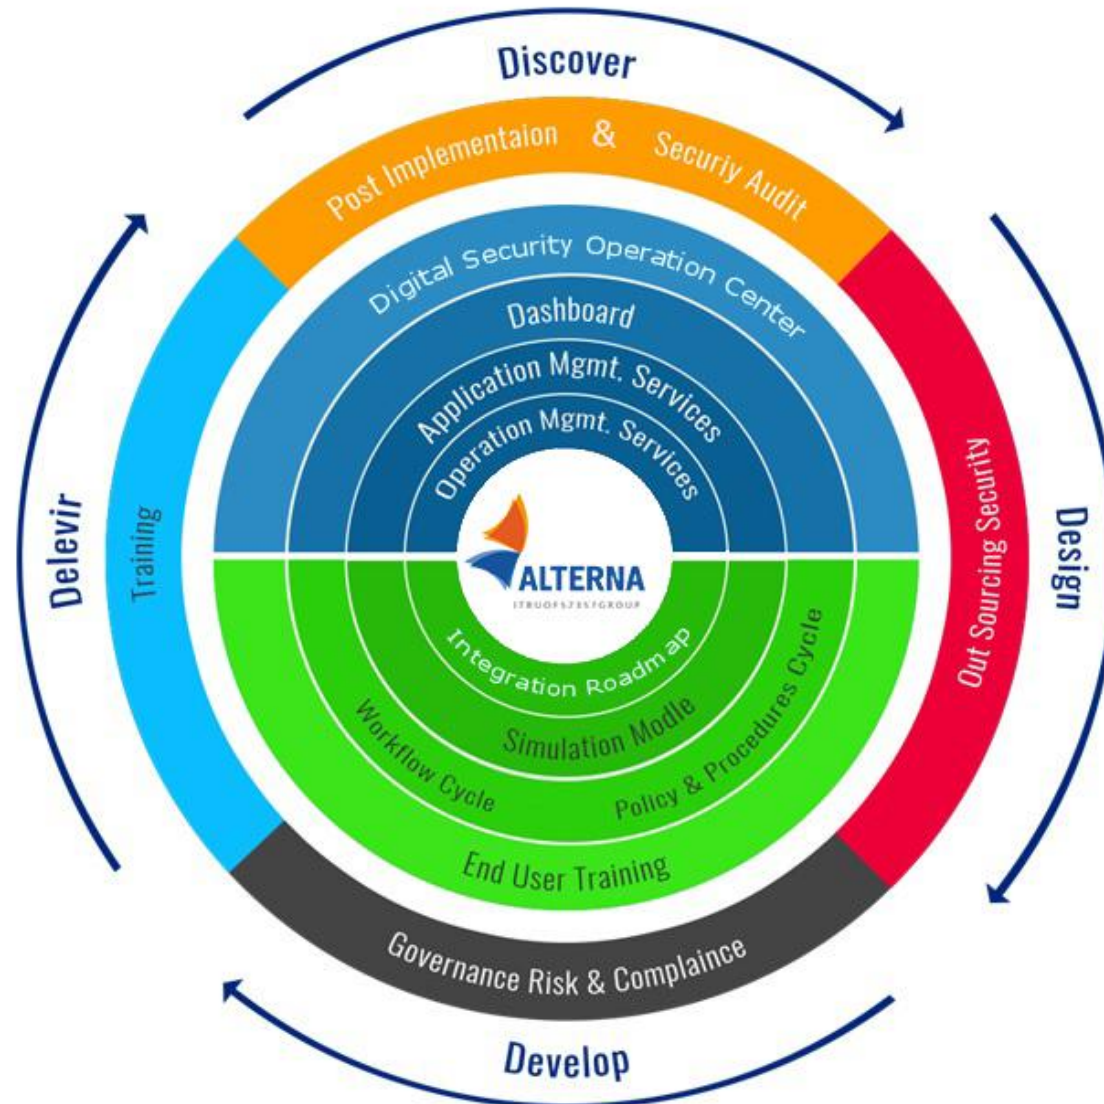 Discover
Post Implementaion & Securiy Audit
Digital Security Operation Center
Dashboard
Application Mgmt. Services
Operation Mgmt. Services
Delevir
Training
ALTERNA
Design
Out Sourcing Security
Integration Roadmap
Simulation Modle
Workflow Cycle
Policy & Procedures Cycle
End User Training
Governance Risk & Complaince
Develop